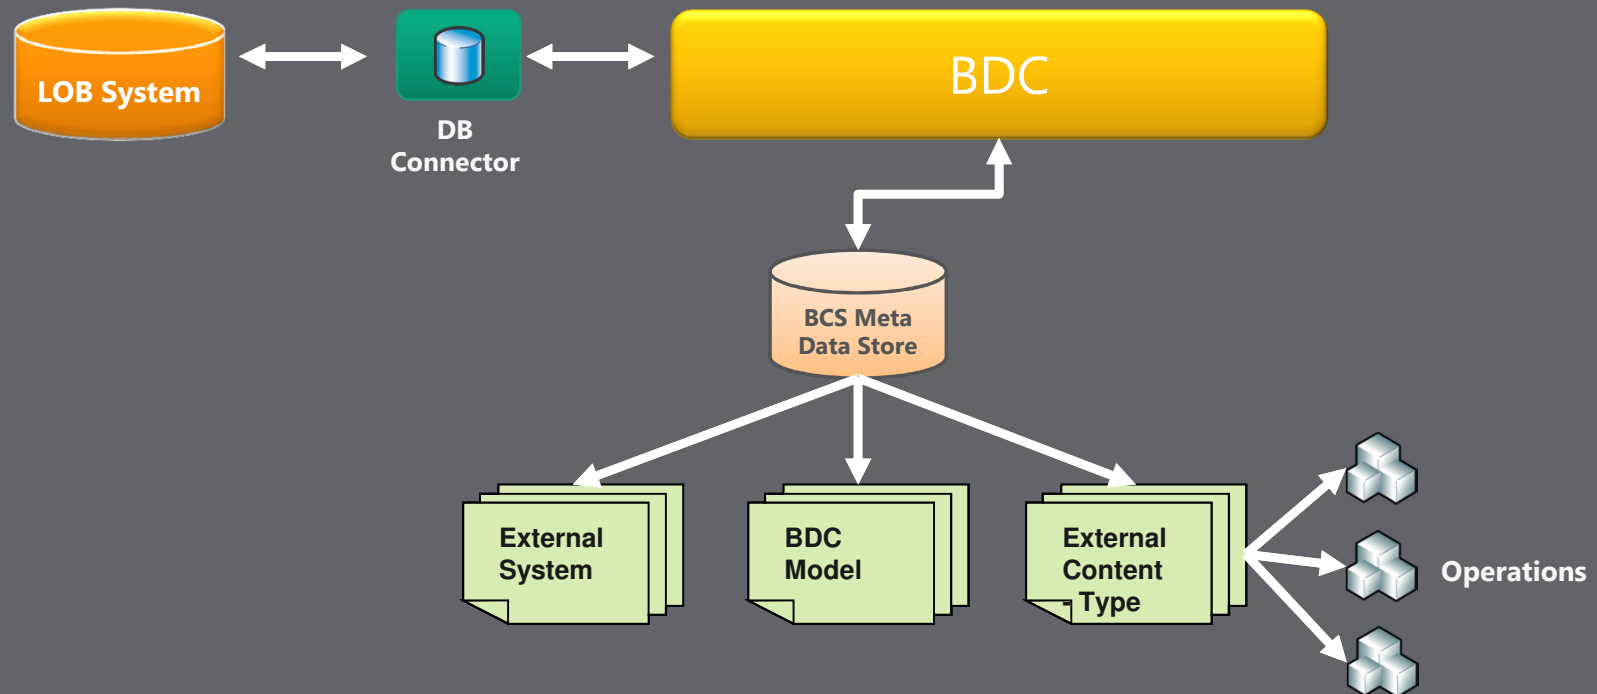 LOB System
DB
Connector
BDC
BCS Meta
Data Store
External
System
BDC
Model
External
Content
- Type
Operations